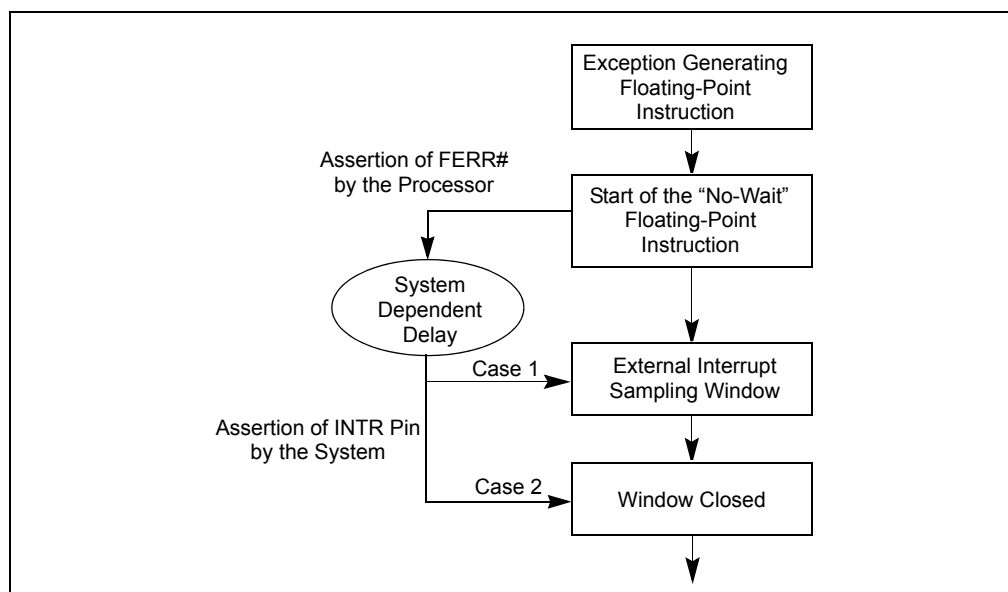 Exception Generating
Floating-Point
Instruction
Assertion of FERR#
by the Processor
Start of the “No-Wait”
Floating-Point
Instruction
System
Dependent
Delay
Case 1
External Interrupt
Sampling Window
Assertion of INTR Pin
by the System
Case 2
Window Closed